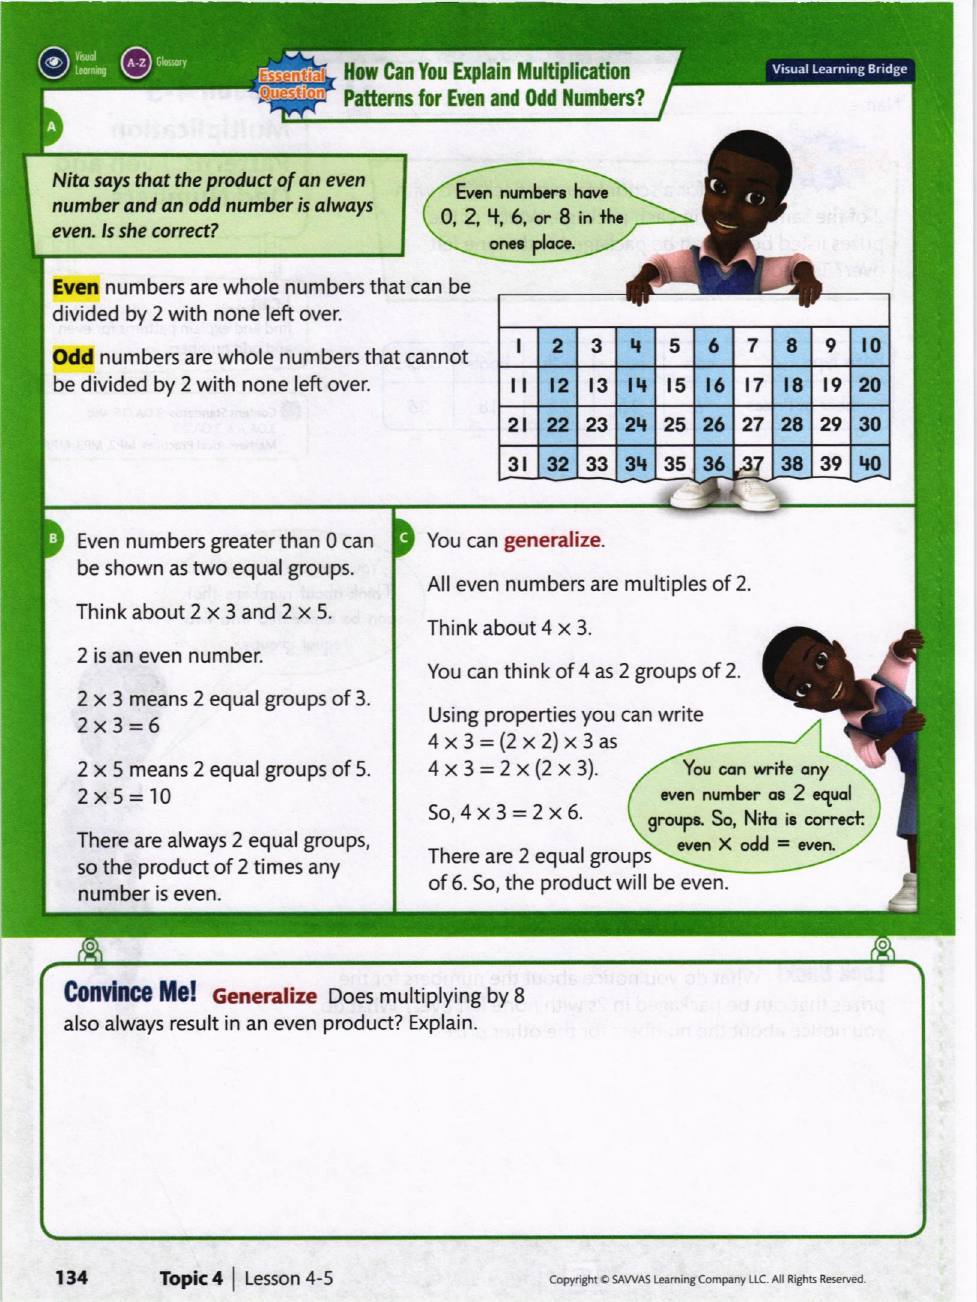 Visual
Learning
A-Z Glossary
Essential
Question
How Can You Explain Multiplication
Patterns for Even and Odd Numbers?
Visual Learning Bridge
A
Nita says that the product of an even
number and an odd number is always
even. Is she correct?
Even numbers have
0, 2, 4, 6, or 8 in the
ones place.
Even numbers are whole numbers that can be
divided by 2 with none left over.
Odd numbers are whole numbers that cannot
be divided by 2 with none left over.
1 2 3 4 5 6 7 8 9 10
11 12 13 14 15 16 17 18 19 20
21 22 23 24 25 26 27 28 29 30
31 32 33 34 35 36 37 38 39 40
B
Even numbers greater than 0 can
be shown as two equal groups.
Think about 2 × 3 and 2 × 5.
2 is an even number.
2 × 3 means 2 equal groups of 3.
2 × 3 = 6
2 × 5 means 2 equal groups of 5.
2 × 5 = 10
There are always 2 equal groups,
so the product of 2 times any
number is even.
C
You can generalize.
All even numbers are multiples of 2.
Think about 4 × 3.
You can think of 4 as 2 groups of 2.
Using properties you can write
4 × 3 = (2 × 2) × 3 as
4 × 3 = 2 × (2 × 3).
So, 4 × 3 = 2 × 6.
There are 2 equal groups
of 6. So, the product will be even.
You can write any
even number as 2 equal
groups. So, Nita is correct:
even × odd = even.
Convince Me! Generalize Does multiplying by 8
also always result in an even product? Explain.
134 Topic 4 | Lesson 4-5
Copyright © SAVVAS Learning Company LLC. All Rights Reserved.